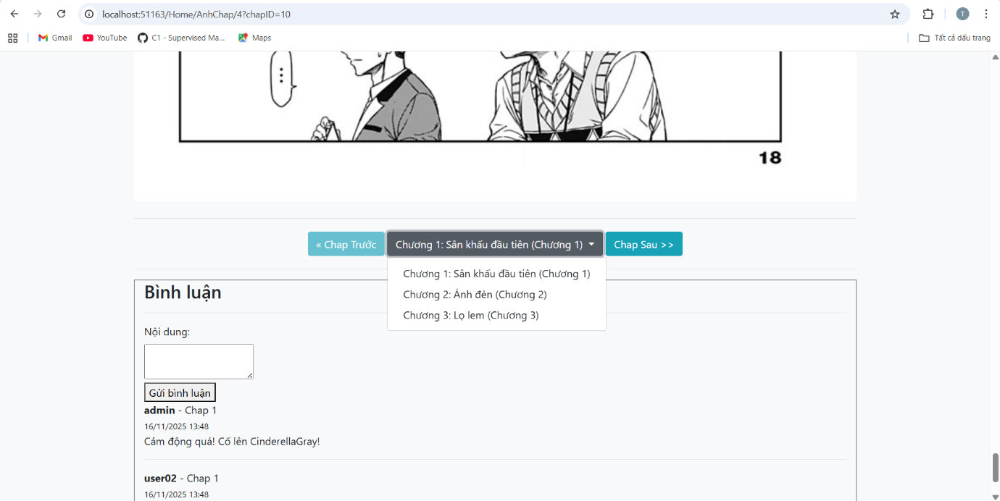 localhost:51163/Home/AnhChap/4?chapID=10
T
Gmail
YouTube
C1 - Supervised Ma...
Maps
Tất cả dấu trang
18
« Chap Trước
Chương 1: Sân khấu đầu tiên (Chương 1)
Chap Sau >>
Chương 1: Sân khấu đầu tiên (Chương 1)
Chương 2: Ánh đèn (Chương 2)
Chương 3: Lọ lem (Chương 3)
Bình luận
Nội dung:
Gửi bình luận
admin - Chap 1
16/11/2025 13:48
Cảm động quá! Cố lên CinderellaGray!
user02 - Chap 1
16/11/2025 13:48